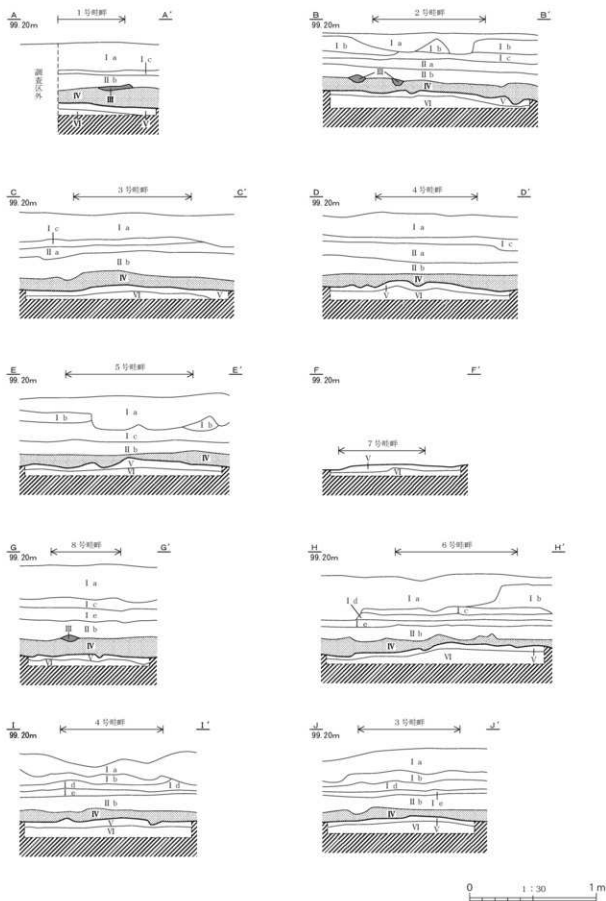 A 1号畦畔 A'
99.20m
調査区外
Ⅰa
Ⅰc
Ⅱb
Ⅳ Ⅲ
Ⅵ Ⅴ
B 2号畦畔 B'
99.20m
Ⅰb Ⅰa Ⅰb Ⅰb
Ⅰc
Ⅱa
Ⅲ Ⅱb
Ⅳ
Ⅵ Ⅴ
C 3号畦畔 C'
99.20m
Ⅰa
Ⅰc
Ⅱa
Ⅱb
Ⅳ
Ⅵ Ⅴ
D 4号畦畔 D'
99.20m
Ⅰa
Ⅰc
Ⅱa
Ⅱb
Ⅳ
Ⅴ Ⅵ
E 5号畦畔 E'
99.20m
Ⅰa
Ⅰb Ⅰb
Ⅰc
Ⅱb
Ⅳ
Ⅴ
Ⅵ
F F'
99.20m
7号畦畔
Ⅴ
Ⅵ
G 8号畦畔 G'
99.20m
Ⅰa
Ⅰc
Ⅰe
Ⅲ Ⅱb
Ⅳ
Ⅵ Ⅴ
H 6号畦畔 H'
99.20m
Ⅰd Ⅰa Ⅰb
Ⅰc
Ⅰe
Ⅱb
Ⅳ
Ⅵ Ⅴ
I 4号畦畔 I'
99.20m
Ⅰa
Ⅰb
Ⅰd Ⅰd
Ⅰe
Ⅱb
Ⅳ
Ⅴ
Ⅵ
J 3号畦畔 J'
99.20m
Ⅰa
Ⅰb
Ⅰd
Ⅱb Ⅰe
Ⅳ
Ⅵ Ⅴ
0 1:30 1m